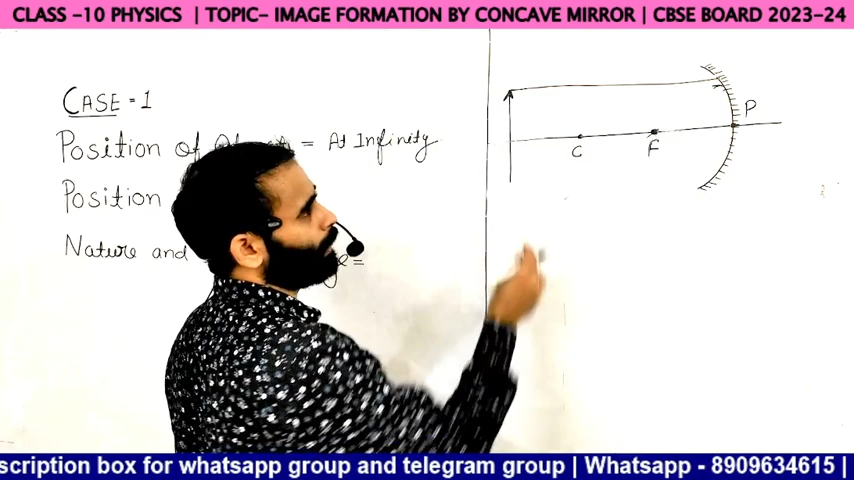 CLASS -10 PHYSICS | TOPIC- IMAGE FORMATION BY CONCAVE MIRROR | CBSE BOARD 2023-24
CASE - 1
Position of = At Infinity
Position
Nature and =
C
F
P
scription box for whatsapp group and telegram group | Whatsapp - 8909634615 |